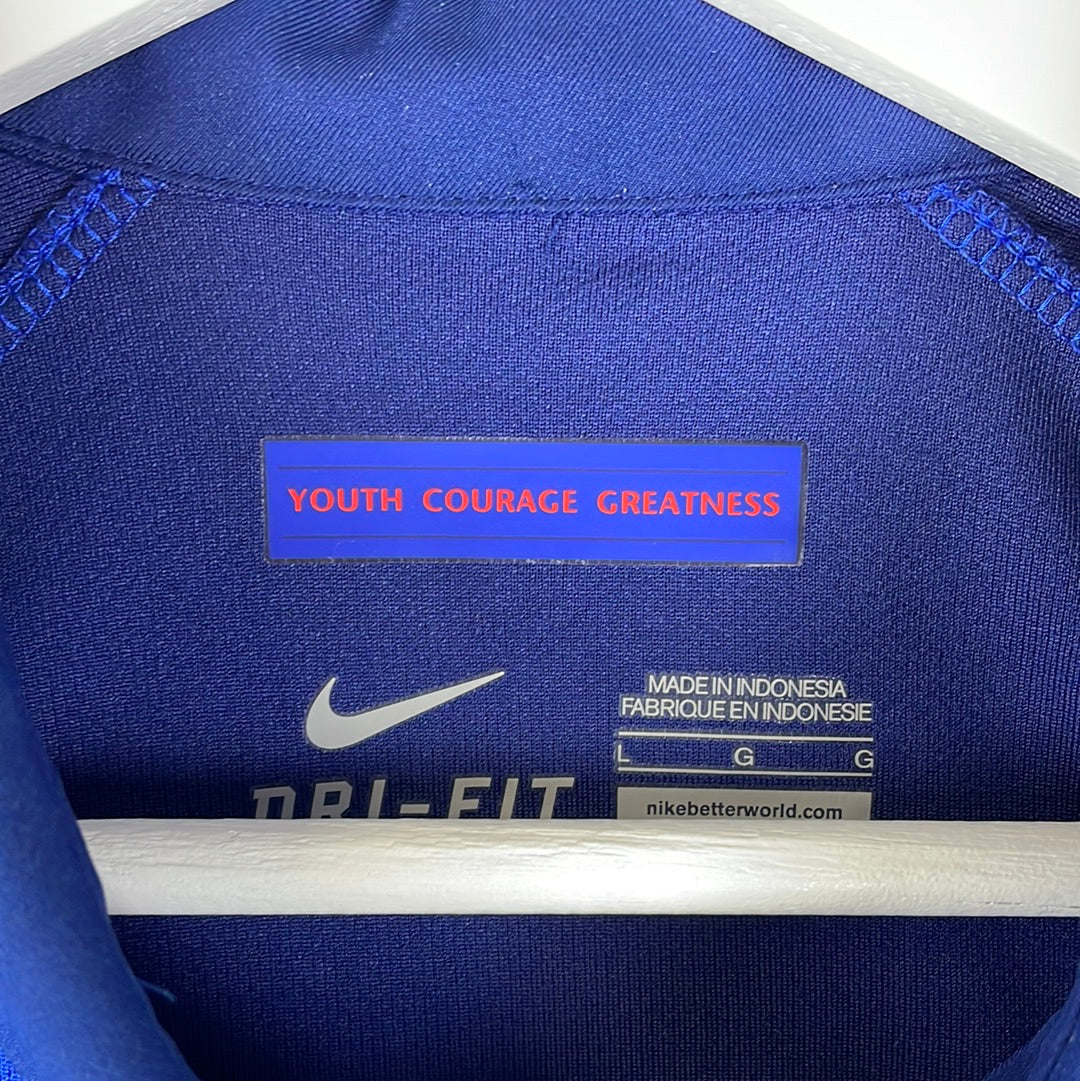 YOUTH COURAGE GREATNESS
MADE IN INDONESIA
FABRIQUE EN INDONESIE
L G G
DRI-FIT
nikebetterworld.com